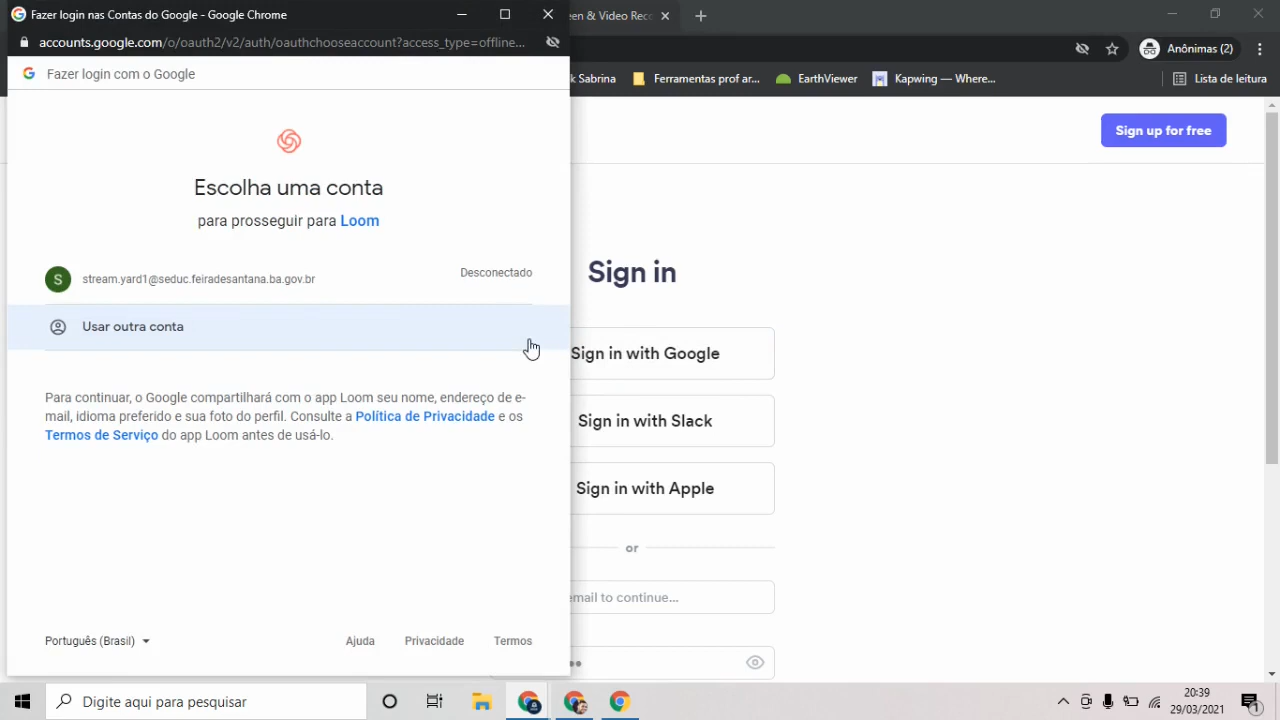 Fazer login nas Contas do Google - Google Chrome
een & Video Rec
accounts.google.com/o/oauth2/v2/auth/oauthchooseaccount?access_type=offline...
Anônimas (2)
Fazer login com o Google
k Sabrina
Ferramentas prof ar...
EarthViewer
Kapwing — Where...
Lista de leitura
Sign up for free
Escolha uma conta
para prosseguir para Loom
S
stream.yard1@seduc.feiradesantana.ba.gov.br
Desconectado
Usar outra conta
Para continuar, o Google compartilhará com o app Loom seu nome, endereço de e-
mail, idioma preferido e sua foto do perfil. Consulte a Política de Privacidade e os
Termos de Serviço do app Loom antes de usá-lo.
Português (Brasil)
Ajuda
Privacidade
Termos
Sign in
Sign in with Google
Sign in with Slack
Sign in with Apple
or
email to continue...
Digite aqui para pesquisar
20:39
29/03/2021
1